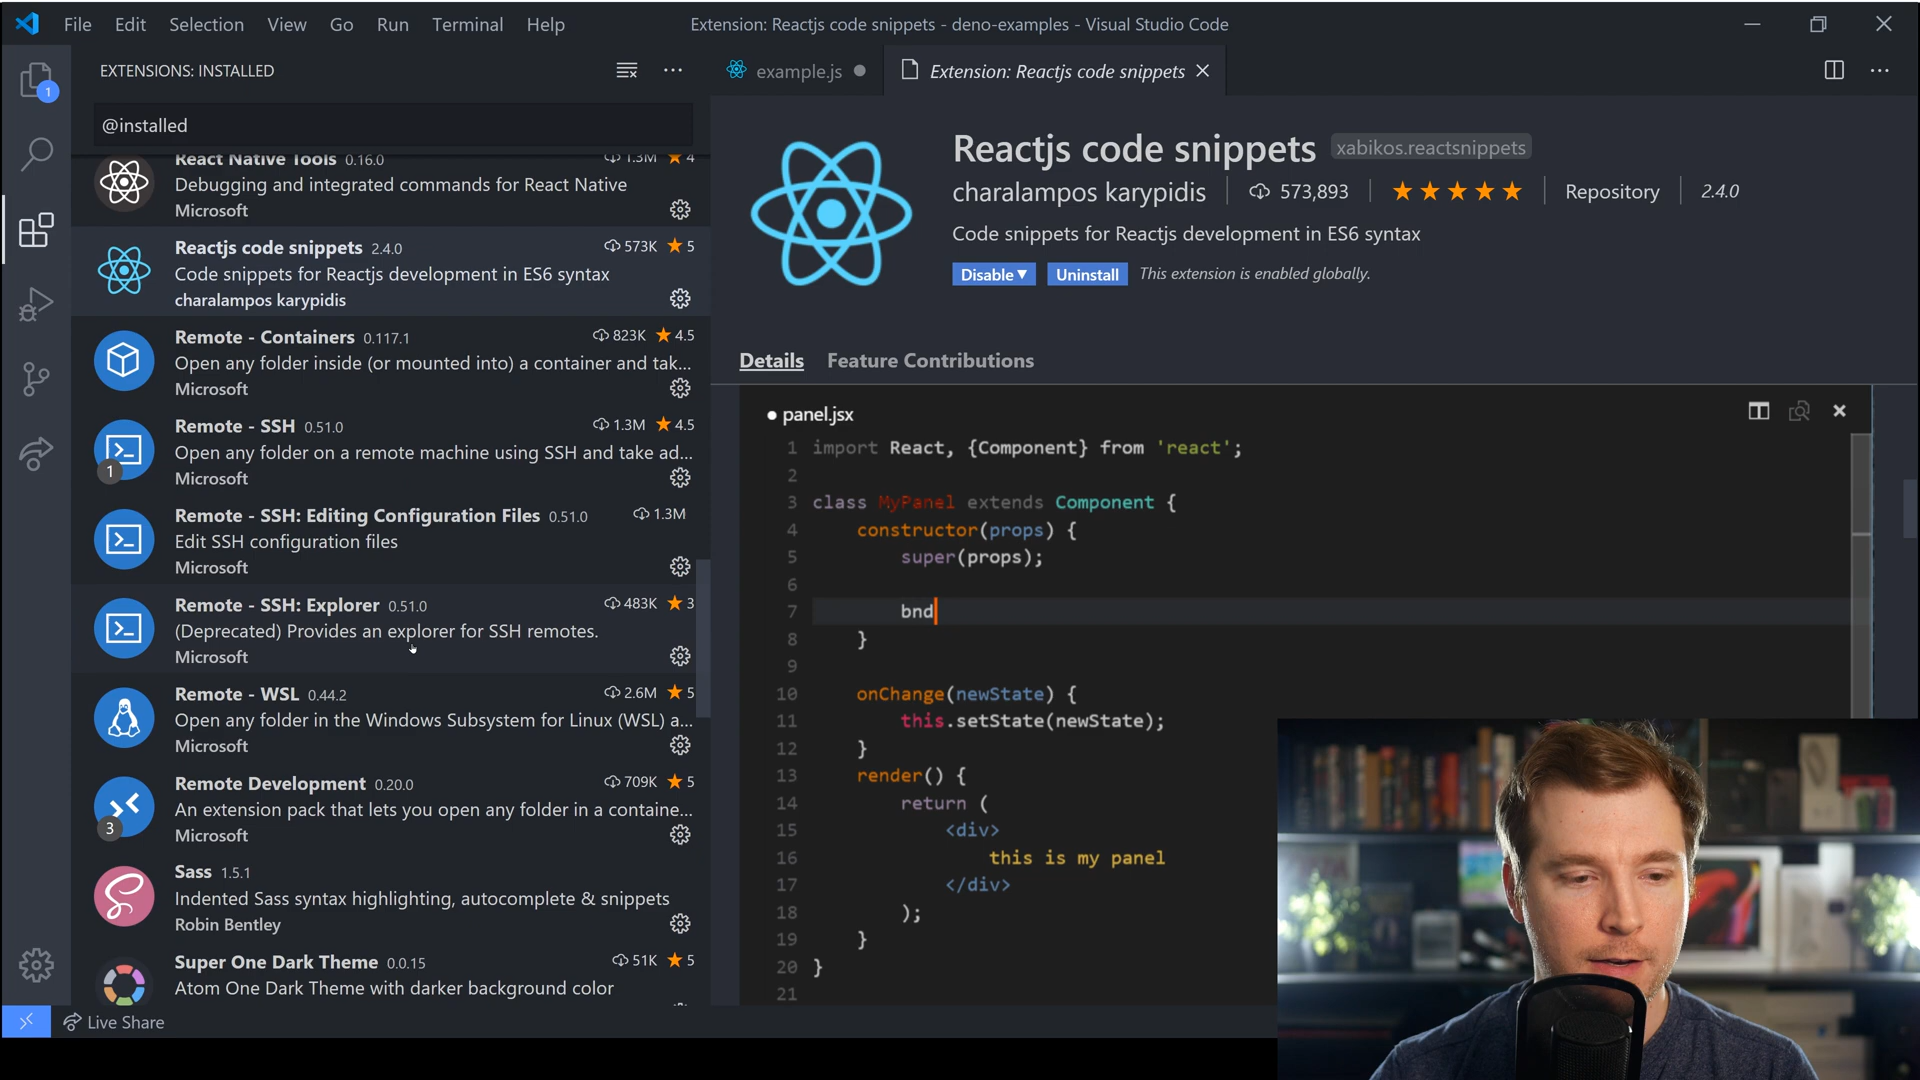 File Edit Selection View Go Run Terminal Help
Extension: Reactjs code snippets - deno-examples - Visual Studio Code
EXTENSIONS: INSTALLED
1
@installed
React Native Tools 0.16.0 1.3M ★ 4
Debugging and integrated commands for React Native
Microsoft
Reactjs code snippets 2.4.0 573K ★ 5
Code snippets for Reactjs development in ES6 syntax
charalampos karypidis
Remote - Containers 0.117.1 823K ★ 4.5
Open any folder inside (or mounted into) a container and tak...
Microsoft
Remote - SSH 0.51.0 1.3M ★ 4.5
Open any folder on a remote machine using SSH and take ad...
1
Microsoft
Remote - SSH: Editing Configuration Files 0.51.0 1.3M
Edit SSH configuration files
Microsoft
Remote - SSH: Explorer 0.51.0 483K ★ 3
(Deprecated) Provides an explorer for SSH remotes.
Microsoft
Remote - WSL 0.44.2 2.6M ★ 5
Open any folder in the Windows Subsystem for Linux (WSL) a...
Microsoft
Remote Development 0.20.0 709K ★ 5
An extension pack that lets you open any folder in a containe...
3
Microsoft
Sass 1.5.1
Indented Sass syntax highlighting, autocomplete & snippets
Robin Bentley
Super One Dark Theme 0.0.15 51K ★ 5
Atom One Dark Theme with darker background color
Live Share
example.js
Extension: Reactjs code snippets
Reactjs code snippets xabikos.reactsnippets
charalampos karypidis 573,893 ★★★★★ Repository 2.4.0
Code snippets for Reactjs development in ES6 syntax
Disable▼ Uninstall This extension is enabled globally.
Details Feature Contributions
● panel.jsx
1 import React, {Component} from 'react';
2
3 class MyPanel extends Component {
4 constructor(props) {
5 super(props);
6
7 bnd
8 }
9
10 onChange(newState) {
11 this.setState(newState);
12 }
13 render() {
14 return (
15 <div>
16 this is my panel
17 </div>
18 );
19 }
20 }
21